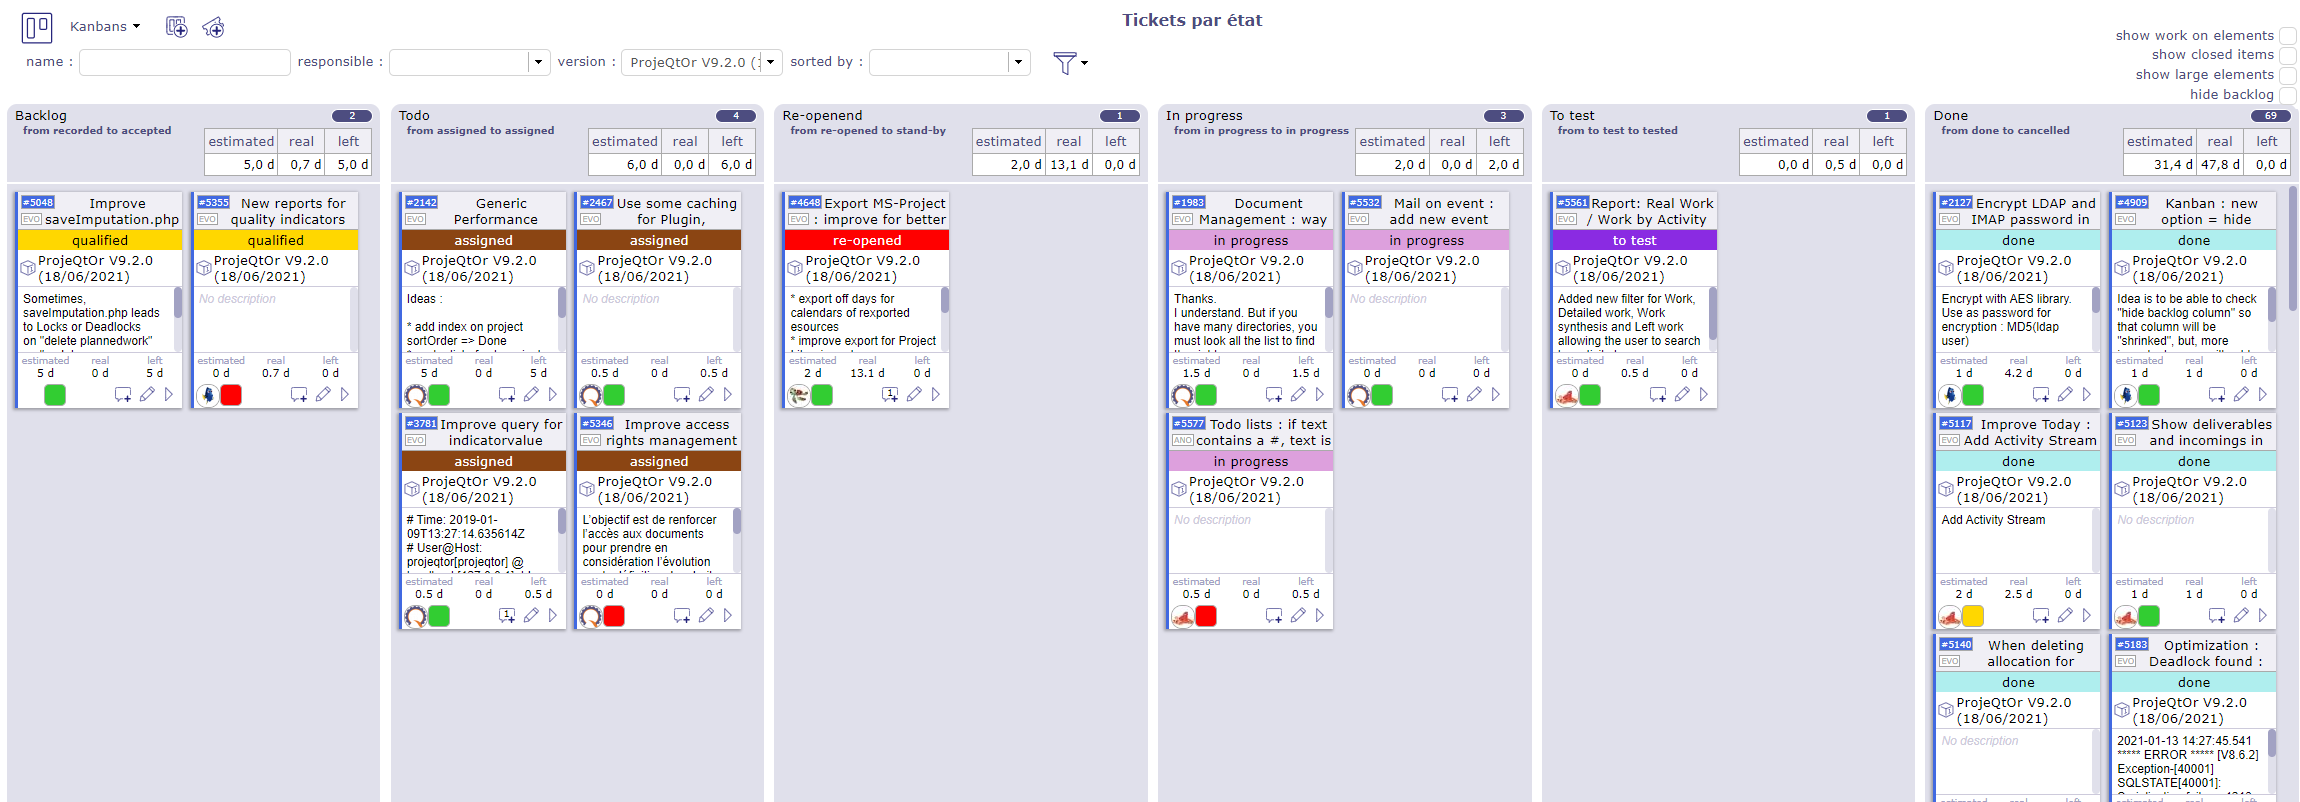 Kanbans
Tickets par état
show work on elements
show closed items
show large elements
hide backlog
name :
responsible :
version :
ProjeQtOr V9.2.0 (
sorted by :
Backlog
2
from recorded to accepted
estimated real left
5,0 d 0,7 d 5,0 d
#5048
EVO
Improve
saveImputation.php
qualified
ProjeQtOr V9.2.0
(18/06/2021)
Sometimes,
saveImputation.php leads
to Locks or Deadlocks
on "delete plannedwork"
estimated real left
5 d 0 d 5 d
#5355
EVO
New reports for
quality indicators
qualified
ProjeQtOr V9.2.0
(18/06/2021)
No description
estimated real left
0 d 0.7 d 0 d
Todo
4
from assigned to assigned
estimated real left
6,0 d 0,0 d 6,0 d
#2142
EVO
Generic
Performance
assigned
ProjeQtOr V9.2.0
(18/06/2021)
Ideas :
* add index on project
sortOrder => Done
estimated real left
5 d 0 d 5 d
#2467
EVO
Use some caching
for Plugin,
assigned
ProjeQtOr V9.2.0
(18/06/2021)
No description
estimated real left
0.5 d 0 d 0.5 d
#3781
EVO
Improve query for
indicatorvalue
assigned
ProjeQtOr V9.2.0
(18/06/2021)
# Time: 2019-01-
09T13:27:14.635614Z
# User@Host:
projeqtor[projeqtor] @
estimated real left
0.5 d 0 d 0.5 d
1
#5346
EVO
Improve access
rights management
assigned
ProjeQtOr V9.2.0
(18/06/2021)
L'objectif est de renforcer
l'accès aux documents
pour prendre en
considération l'évolution
estimated real left
0 d 0 d 0 d
Re-openend
1
from re-opened to stand-by
estimated real left
2,0 d 13,1 d 0,0 d
#4648
EVO
Export MS-Project
: improve for better
re-opened
ProjeQtOr V9.2.0
(18/06/2021)
* export off days for
calendars of rexported
esources
* improve export for Project
estimated real left
2 d 13.1 d 0 d
1
In progress
3
from in progress to in progress
estimated real left
2,0 d 0,0 d 2,0 d
#1983
EVO
Document
Management : way
in progress
ProjeQtOr V9.2.0
(18/06/2021)
Thanks.
I understand. But if you
have many directories, you
must look all the list to find
estimated real left
1.5 d 0 d 1.5 d
#5532
EVO
Mail on event :
add new event
in progress
ProjeQtOr V9.2.0
(18/06/2021)
No description
estimated real left
0 d 0 d 0 d
#5577
ANO
Todo lists : if text
contains a #, text is
in progress
ProjeQtOr V9.2.0
(18/06/2021)
No description
estimated real left
0.5 d 0 d 0.5 d
To test
1
from to test to tested
estimated real left
0,0 d 0,5 d 0,0 d
#5561
EVO
Report: Real Work
/ Work by Activity
to test
ProjeQtOr V9.2.0
(18/06/2021)
Added new filter for Work,
Detailed work, Work
synthesis and Left work
allowing the user to search
estimated real left
0 d 0.5 d 0 d
Done
69
from done to cancelled
estimated real left
31,4 d 47,8 d 0,0 d
#2127
EVO
Encrypt LDAP and
IMAP password in
done
ProjeQtOr V9.2.0
(18/06/2021)
Encrypt with AES library.
Use as password for
encryption : MD5(ldap
user)
estimated real left
1 d 4.2 d 0 d
#4909
EVO
Kanban : new
option = hide
done
ProjeQtOr V9.2.0
(18/06/2021)
Idea is to be able to check
"hide backlog column" so
that column will be
"shrinked", but, more
estimated real left
1 d 1 d 0 d
#5117
EVO
Improve Today :
Add Activity Stream
done
ProjeQtOr V9.2.0
(18/06/2021)
Add Activity Stream
estimated real left
2 d 2.5 d 0 d
#5123
EVO
Show deliverables
and incomings in
done
ProjeQtOr V9.2.0
(18/06/2021)
No description
estimated real left
1 d 1 d 0 d
#5140
EVO
When deleting
allocation for
done
ProjeQtOr V9.2.0
(18/06/2021)
No description
#5183
EVO
Optimization :
Deadlock found :
done
ProjeQtOr V9.2.0
(18/06/2021)
2021-01-13 14:27:45.541
***** ERROR ***** [V8.6.2]
Exception-[40001]
SQLSTATE[40001]: